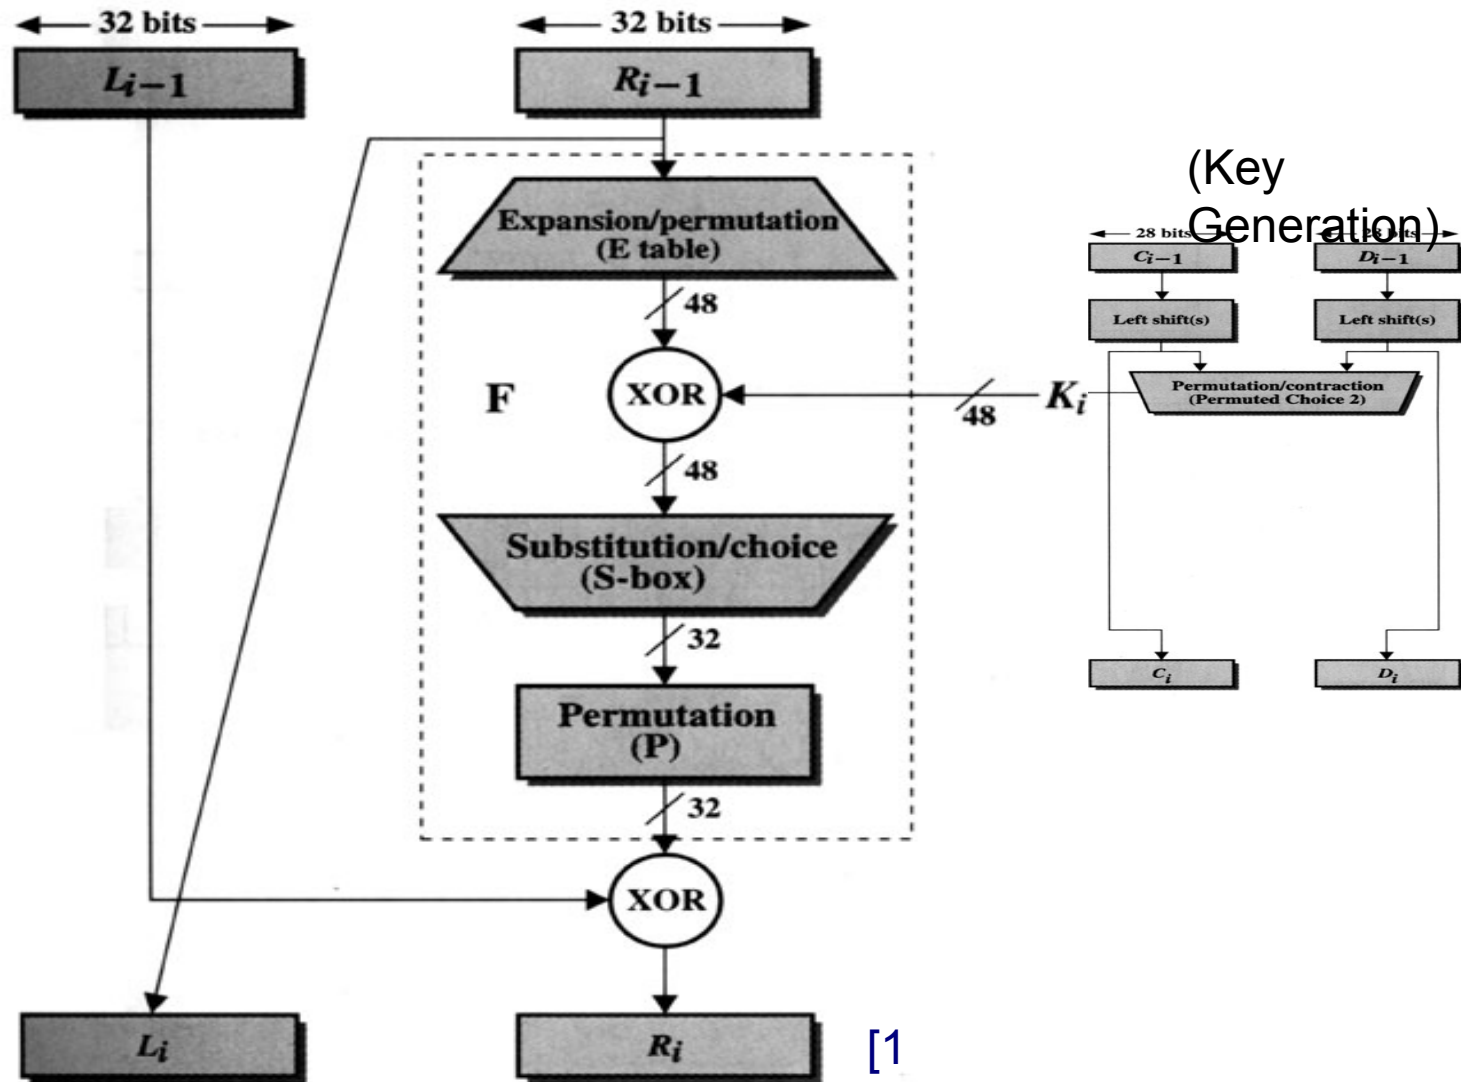 32 bits
32 bits
Li−1
Ri−1
(Key
Generation)
28 bits
28 bits
Ci−1
Di−1
Expansion/permutation
(E table)
Left shift(s)
Left shift(s)
48
F
XOR
48
Ki
Permutation/contraction
(Permuted Choice 2)
48
Substitution/choice
(S-box)
32
Ci
Di
Permutation
(P)
32
XOR
Li
Ri
[1